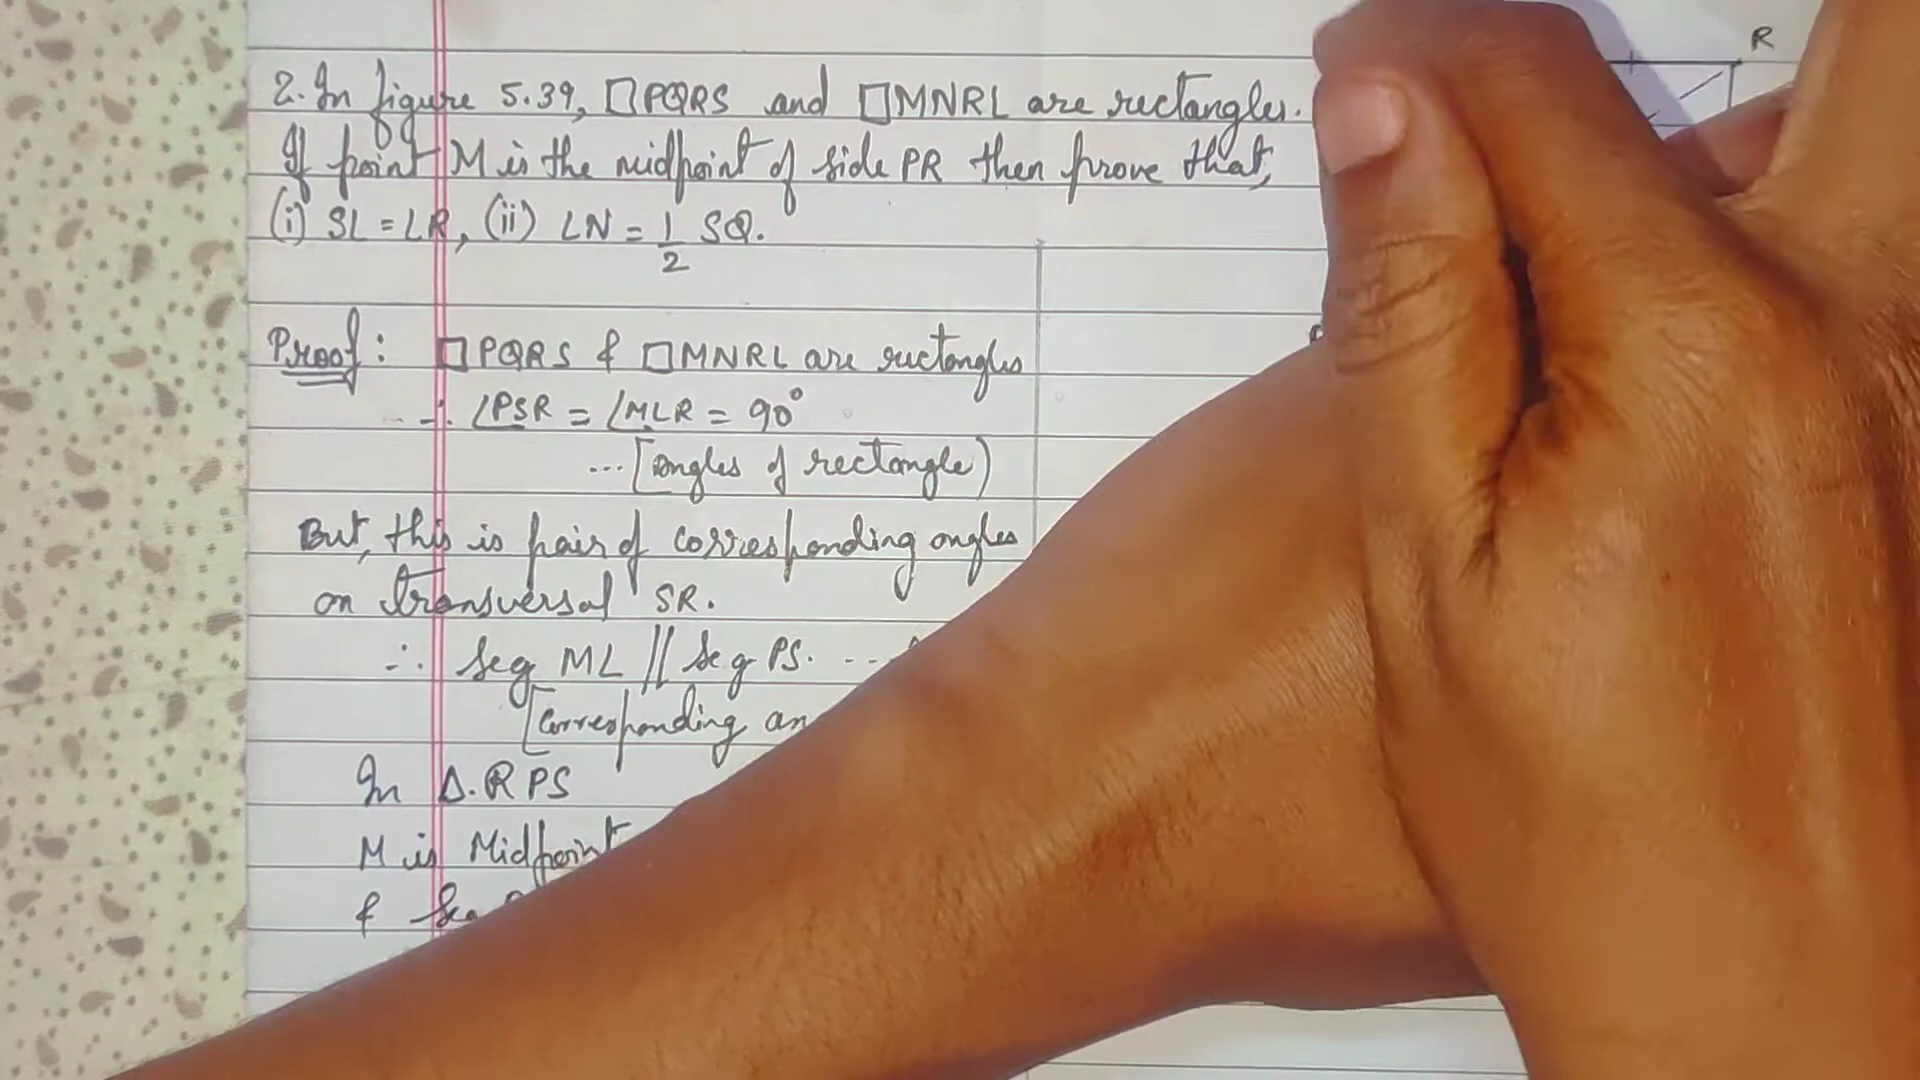 R
2. In figure 5.39, □PQRS and □MNRL are rectangles.
If point M is the midpoint of side PR then prove that,
(i) SL = LR, (ii) LN = 1/2 SQ.
Proof: □PQRS & □MNRL are rectangles
∴ ∠PSR = ∠MLR = 90°
... [angles of rectangle)
But, this is pair of corresponding angles
on transversal SR.
∴ seg ML || seg PS. ---
[Corresponding an
In Δ.RPS
M is Midpoint
&